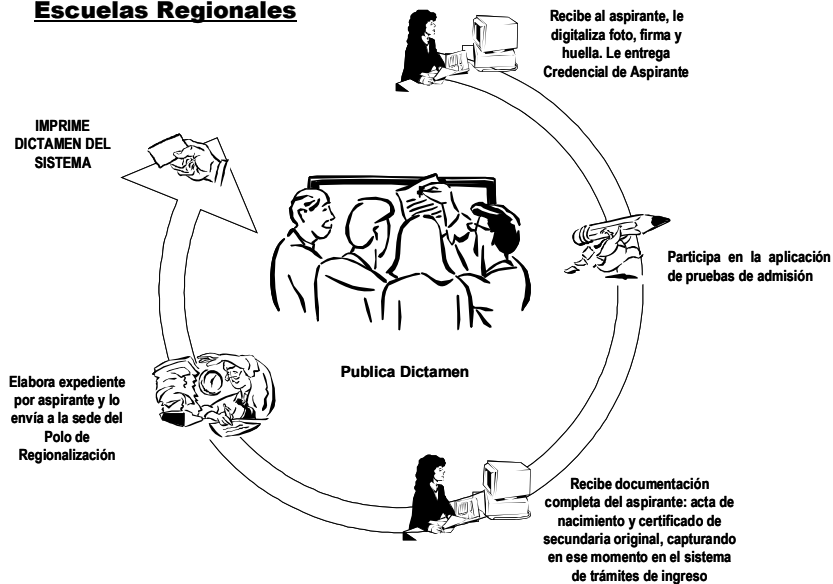 Escuelas Regionales
Recibe al aspirante, le
digitaliza foto, firma y
huella. Le entrega
Credencial de Aspirante
IMPRIME
DICTAMEN DEL
SISTEMA
Participa en la aplicación
de pruebas de admisión
Publica Dictamen
Elabora expediente
por aspirante y lo
envía a la sede del
Polo de
Regionalización
Recibe documentación
completa del aspirante: acta de
nacimiento y certificado de
secundaria original, capturando
en ese momento en el sistema
de trámites de ingreso